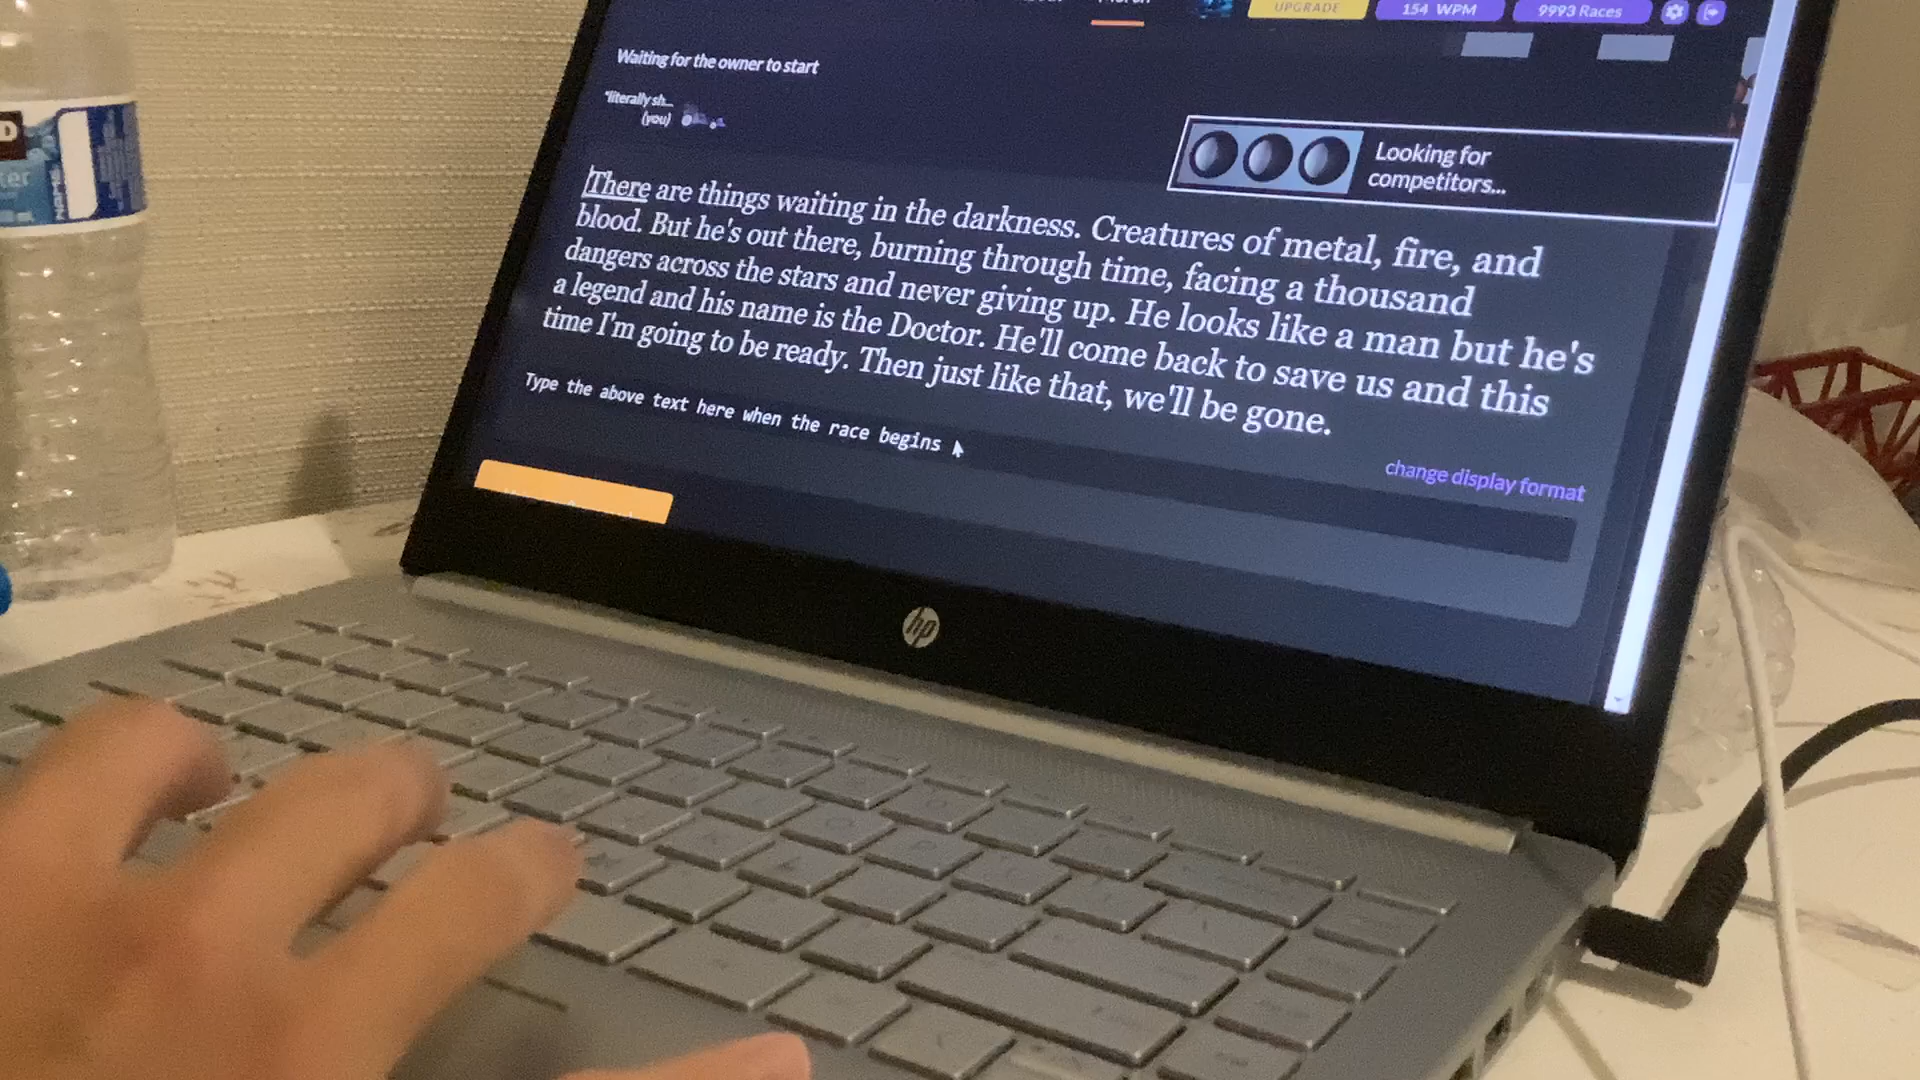 UPGRADE
154 WPM
9993 Races
Waiting for the owner to start
"literally sh...
(you)
Looking for
competitors...
There are things waiting in the darkness. Creatures of metal, fire, and
blood. But he's out there, burning through time, facing a thousand
dangers across the stars and never giving up. He looks like a man but he's
a legend and his name is the Doctor. He'll come back to save us and this
time I'm going to be ready. Then just like that, we'll be gone.
Type the above text here when the race begins
change display format
hp